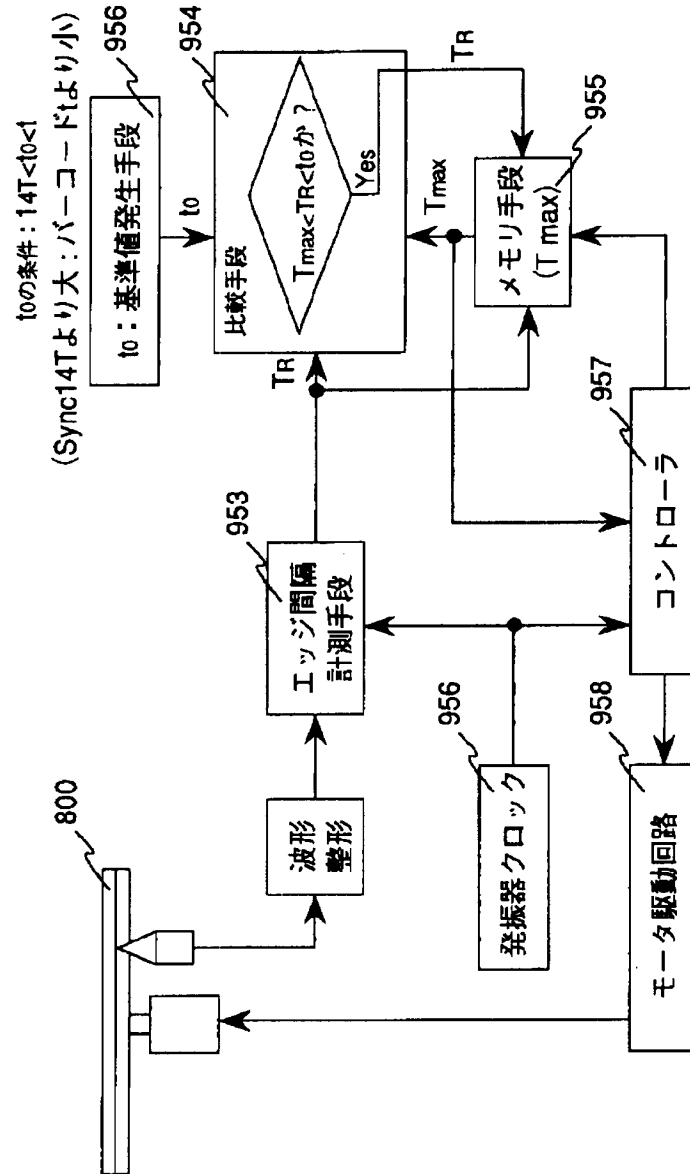 t0の条件：14T<t0<t
(Sync14Tより大：バーコードtより小)
t0：基準値発生手段
956
t0
954
比較手段
Tmax<TR<t0か？
Yes
TR
TR
Tmax
メモリ手段
(Tmax)
955
953
エッジ間隔
計測手段
957
コントローラ
800
波形
整形
956
発振器クロック
958
モータ駆動回路